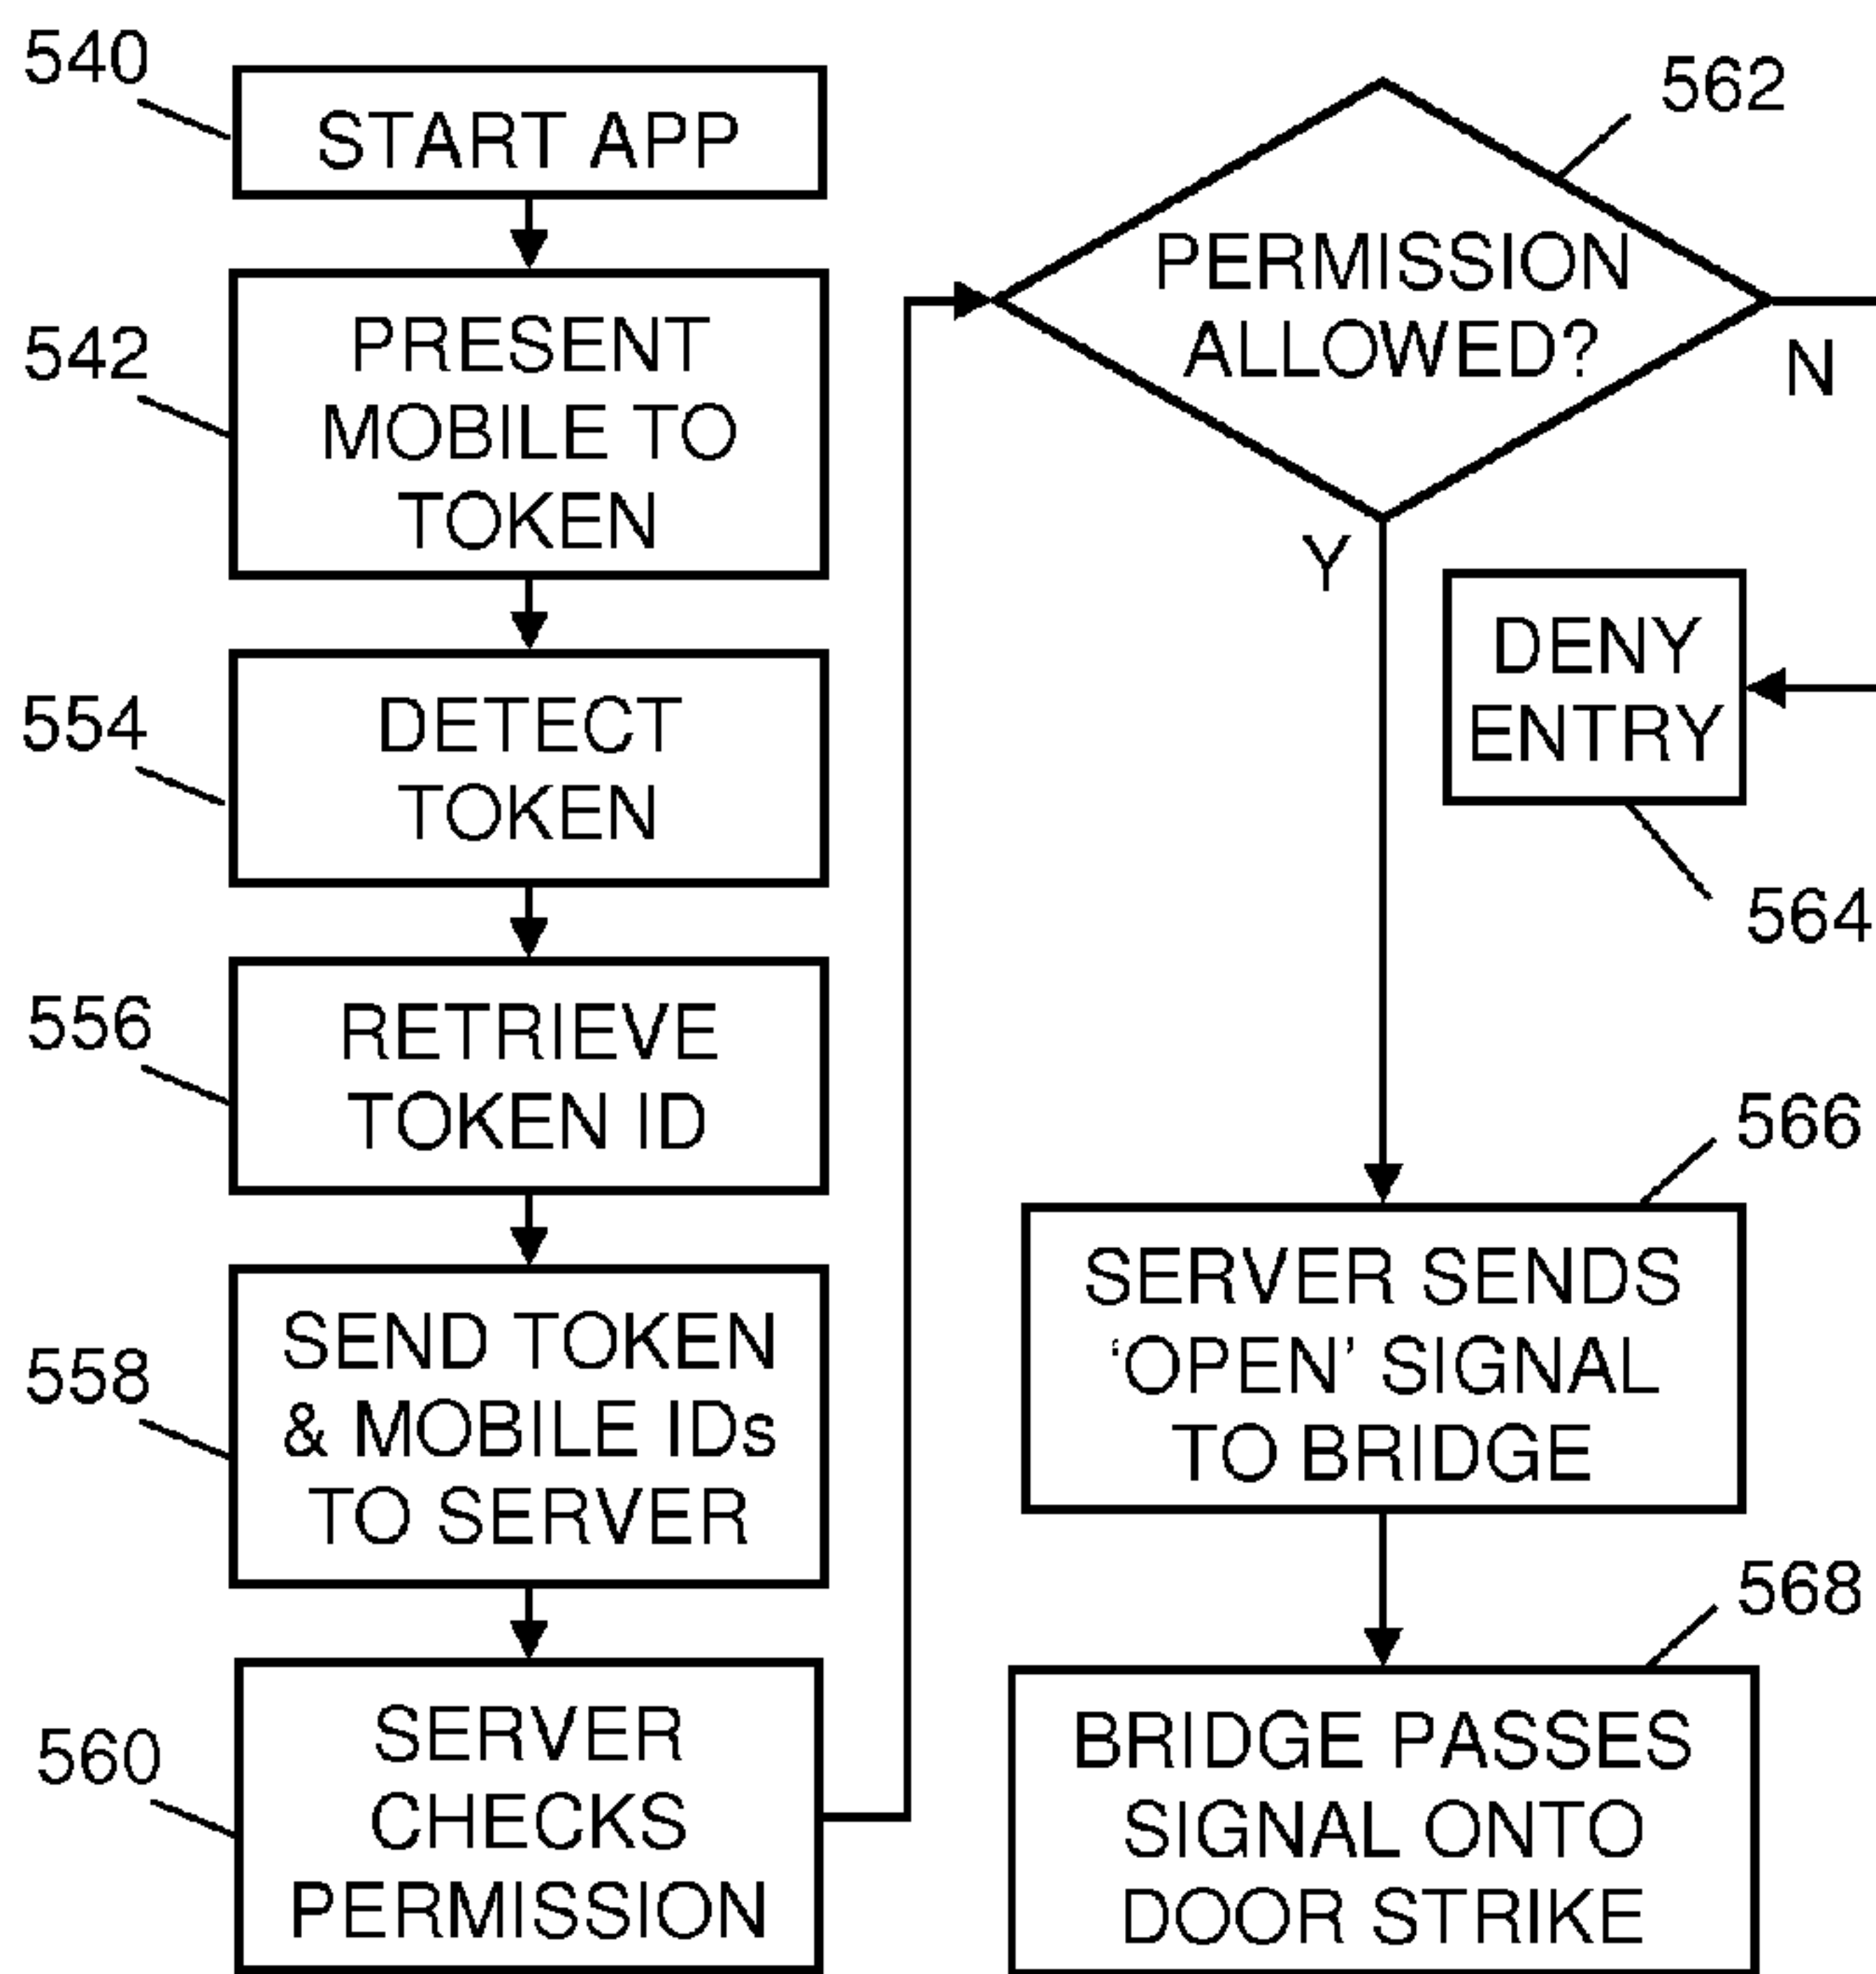 540
START APP
542
PRESENT
MOBILE TO
TOKEN
554
DETECT
TOKEN
556
RETRIEVE
TOKEN ID
558
SEND TOKEN
& MOBILE IDs
TO SERVER
560
SERVER
CHECKS
PERMISSION
562
PERMISSION
ALLOWED?
N
Y
DENY
ENTRY
564
566
SERVER SENDS
‘OPEN’ SIGNAL
TO BRIDGE
568
BRIDGE PASSES
SIGNAL ONTO
DOOR STRIKE